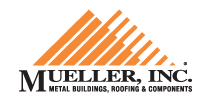 MUELLER, INC.
METAL BUILDINGS, ROOFING & COMPONENTS